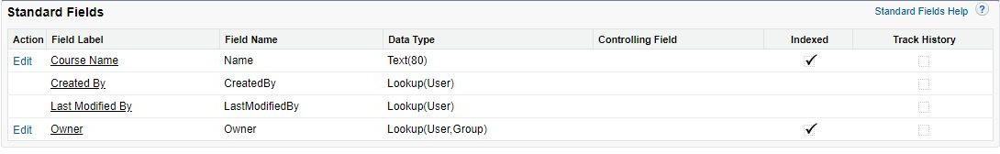 Standard Fields
Standard Fields Help ?
Action Field Label Field Name Data Type Controlling Field Indexed Track History
Edit Course Name Name Text(80)
Created By CreatedBy Lookup(User)
Last Modified By LastModifiedBy Lookup(User)
Edit Owner Owner Lookup(User,Group)